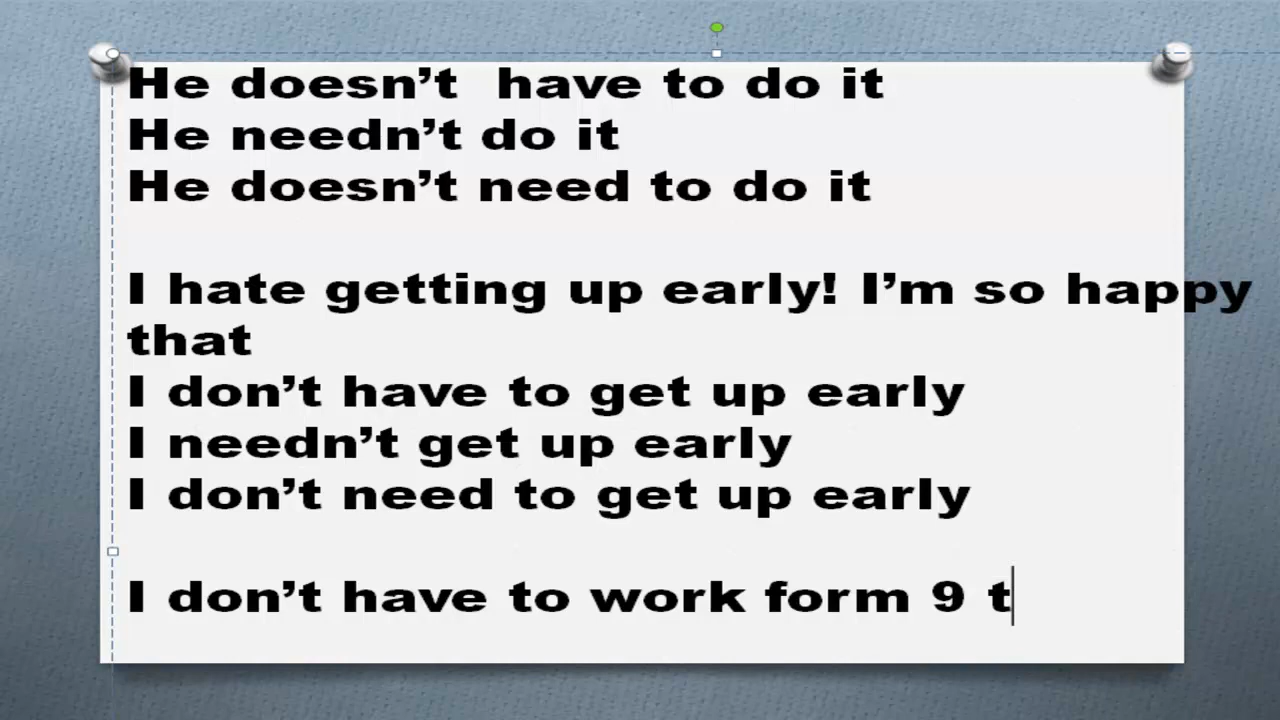 He doesn’t  have to do it
He needn’t do it
He doesn’t need to do it
I hate getting up early! I’m so happy
that
I don’t have to get up early
I needn’t get up early
I don’t need to get up early
I don’t have to work form 9 t